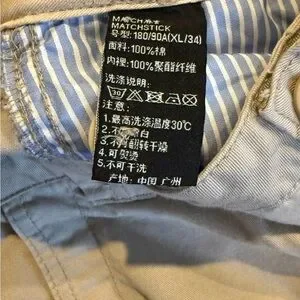 MATCH
MATCHSTICK
号型:180/90A(XL/34)
面料:100%棉
内裡:100%聚酯纤维
洗涤说明:
30
注意:
1.最高洗涤温度30℃
2.不 白
3.不 翻转干燥
4.可熨烫
5.不可干洗
产地: 中国 广州